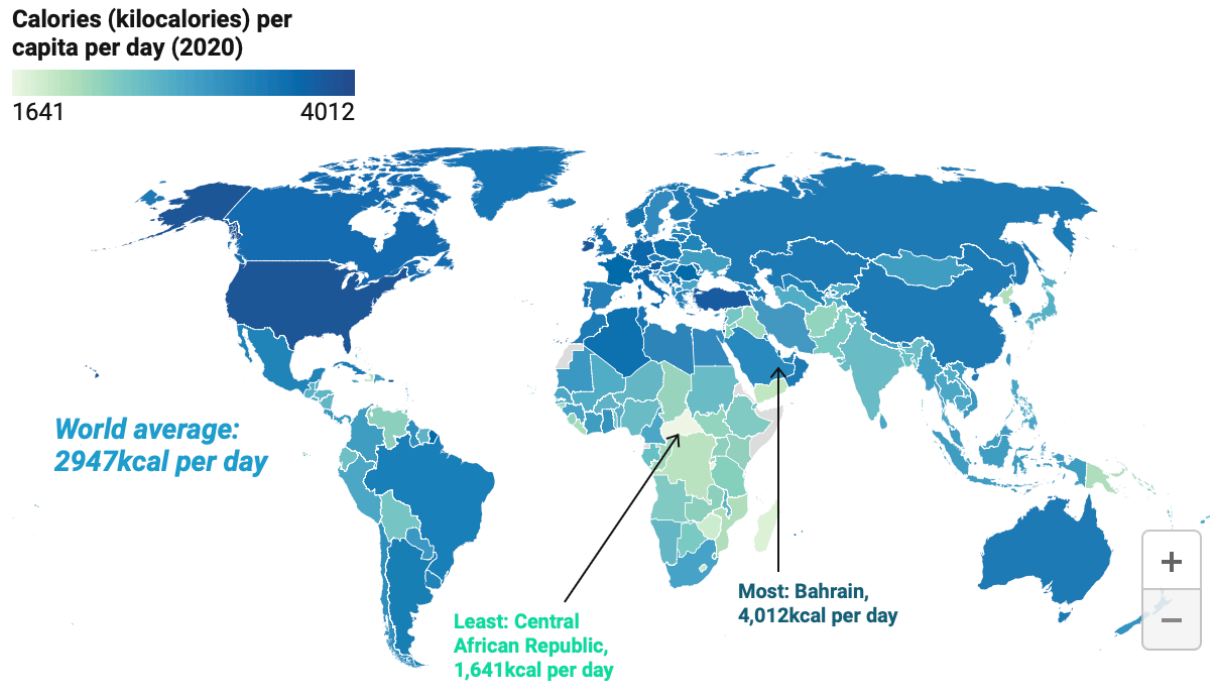 Calories (kilocalories) per
capita per day (2020)
1641 4012
World average:
2947kcal per day
Most: Bahrain,
4,012kcal per day
Least: Central
African Republic,
1,641kcal per day
+
−